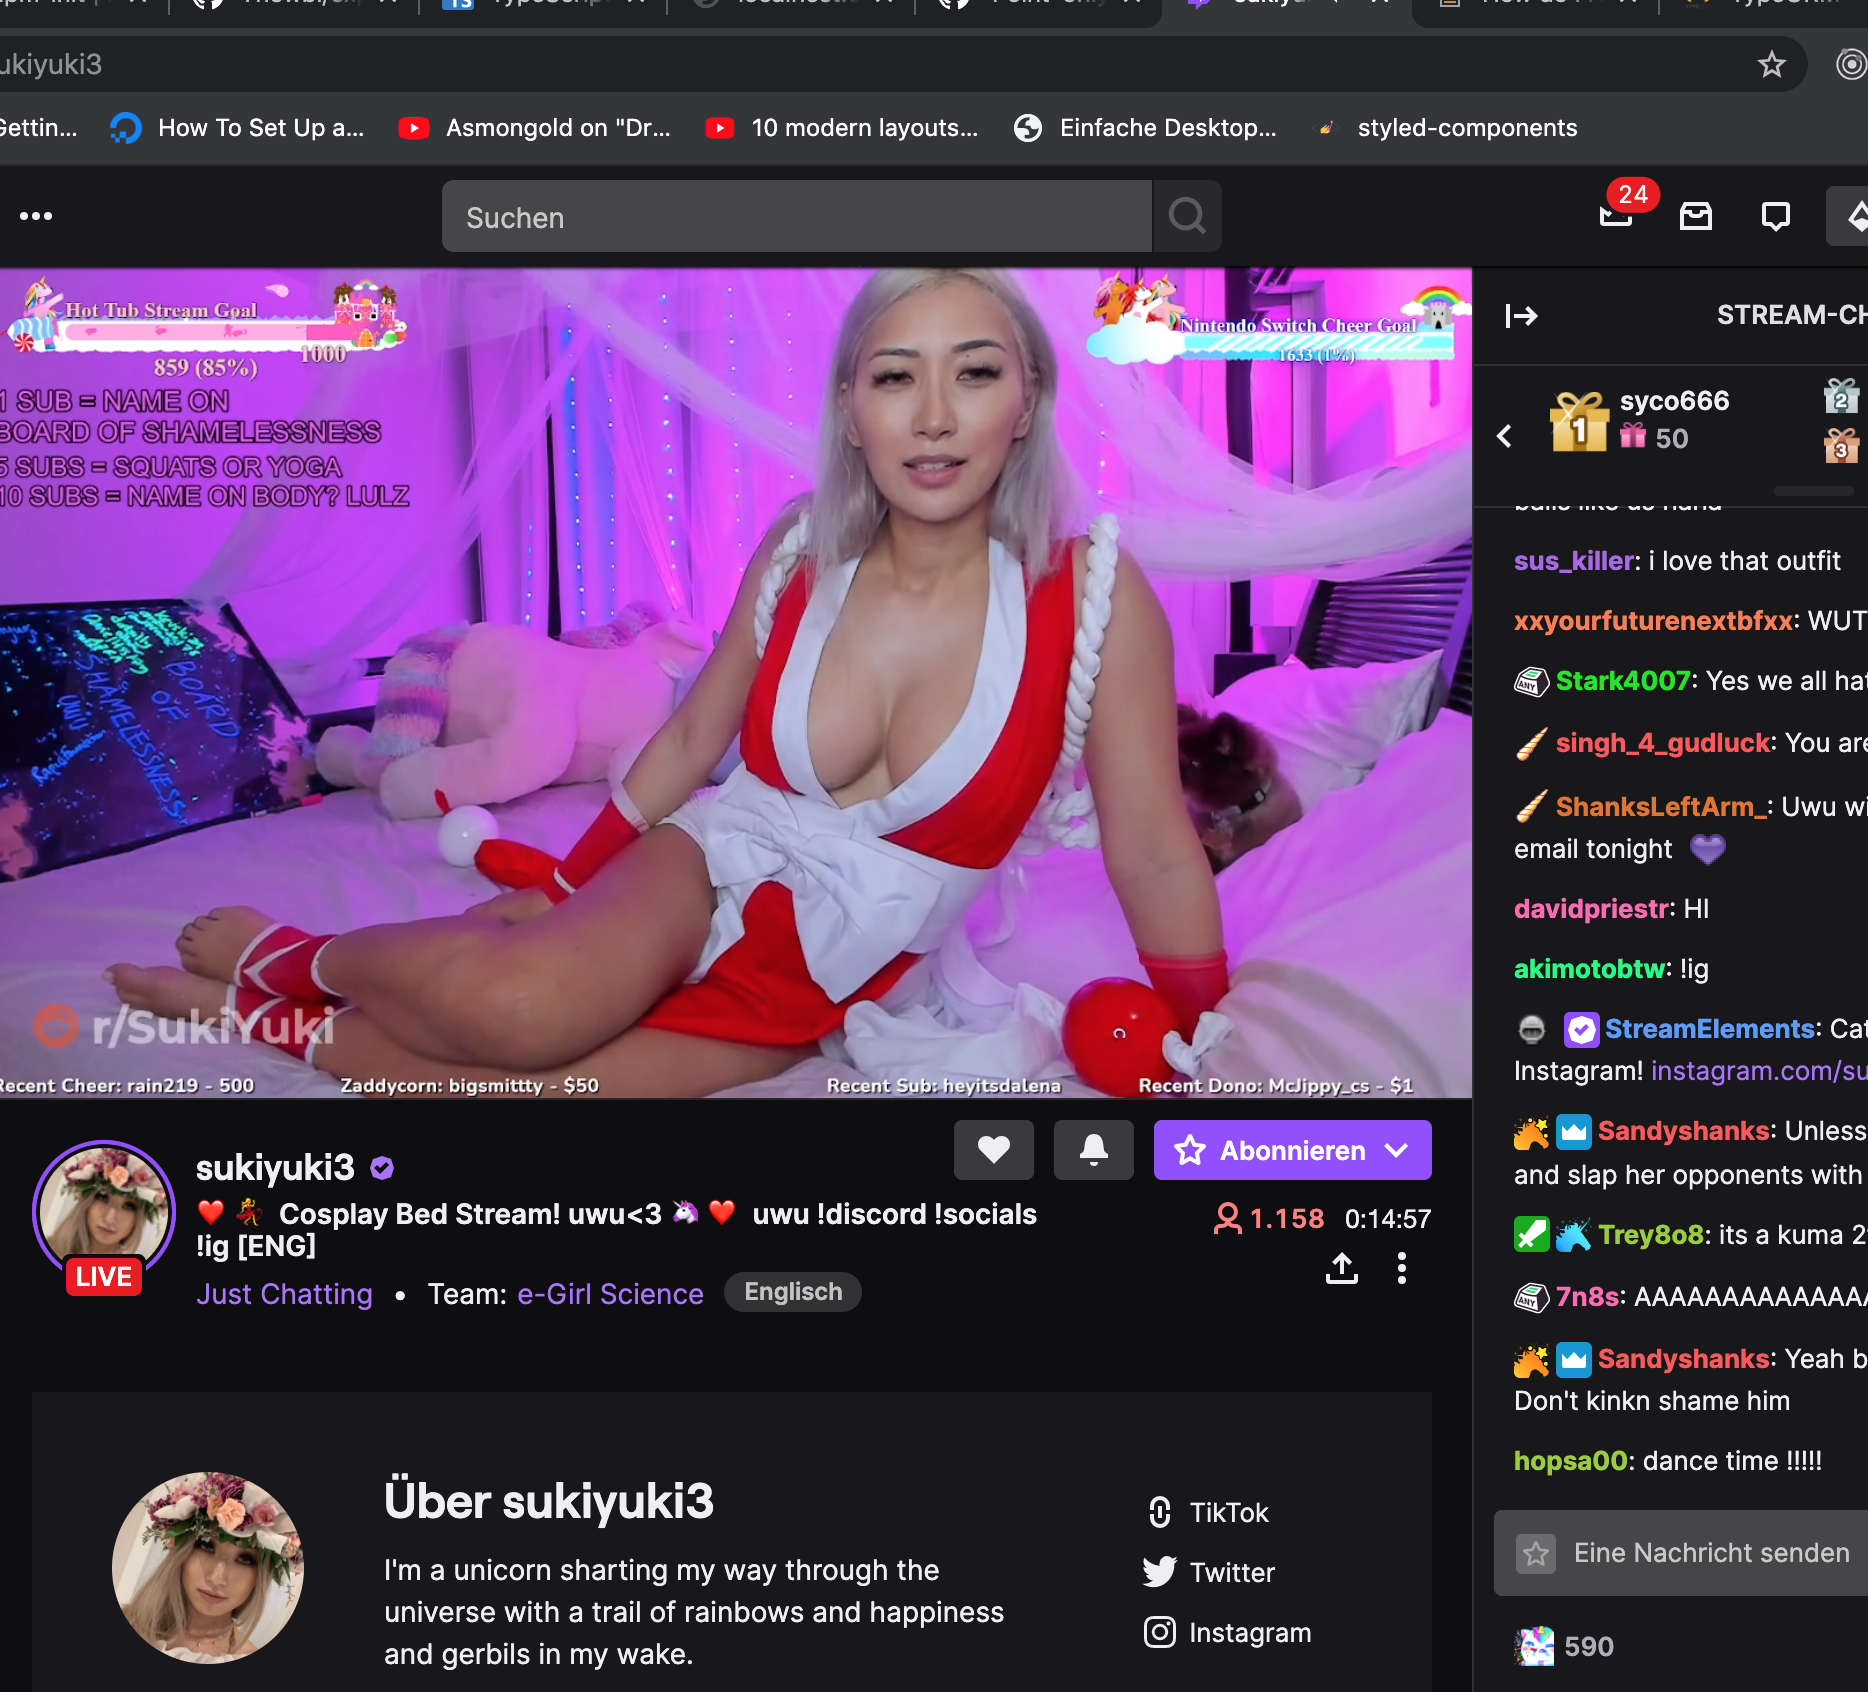 ukiyuki3
How To Set Up a...
Asmongold on "Dr...
10 modern layouts...
Einfache Desktop...
styled-components
Suchen
24
Hot Tub Stream Goal
1000
859 (85%)
1 SUB = NAME ON
BOARD OF SHAMELESSNESS
5 SUBS = SQUATS OR YOGA
10 SUBS = NAME ON BODY? LULZ
Nintendo Switch Cheer Goal
1633 (1%)
BOARD
OF
SHAMELESSNESS
r/SukiYuki
Recent Cheer: rain219 - 500
Zaddycorn: bigsmittty - $50
Recent Sub: heyitsdalena
Recent Dono: McJippy_cs - $1
sukiyuki3
Abonnieren
Cosplay Bed Stream! uwu<3 uwu !discord !socials
!ig [ENG]
1.158 0:14:57
LIVE
Just Chatting • Team: e-Girl Science Englisch
Über sukiyuki3
I'm a unicorn sharting my way through the
universe with a trail of rainbows and happiness
and gerbils in my wake.
TikTok
Twitter
Instagram
STREAM-CH
1 syco666
50
2
3
sus_killer: i love that outfit
xxyourfuturenextbfxx: WUT
Stark4007: Yes we all hat
singh_4_gudluck: You are
ShanksLeftArm_: Uwu wi
email tonight
davidpriestr: HI
akimotobtw: !ig
StreamElements: Cat
Instagram! instagram.com/su
Sandyshanks: Unless
and slap her opponents with
Trey8o8: its a kuma 2
7n8s: AAAAAAAAAAAAA
Sandyshanks: Yeah b
Don't kinkn shame him
hopsa00: dance time !!!!!
Eine Nachricht senden
590